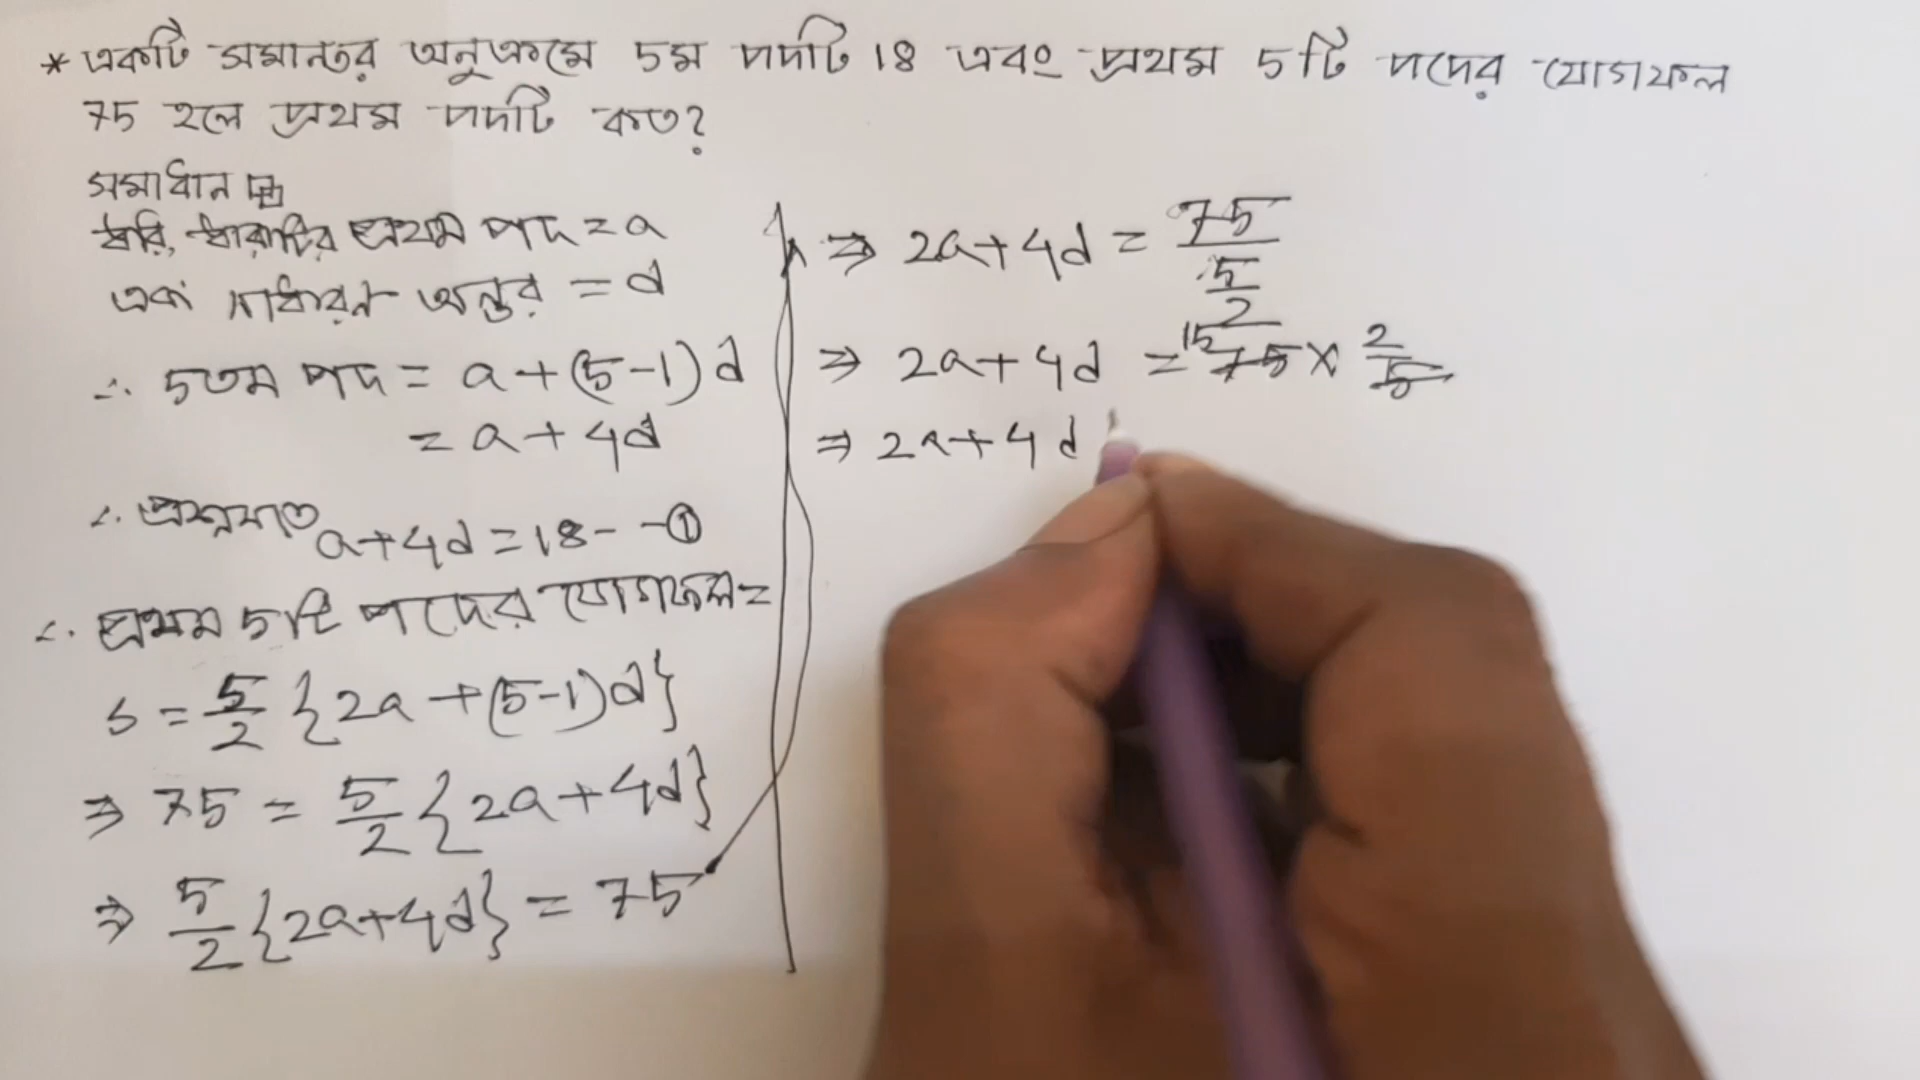 * একটি সমান্তর অনুক্রমে 5ম পদটি 18 এবং প্রথম 5টি পদের যোগফল
75 হলে প্রথম পদটি কত?
সমাধান
ধরি, ধারাটির প্রথম পদ = a
এবং সাধারন অন্তর = d
∴ 5তম পদ = a + (5-1) d
= a + 4d
∴ প্রশ্নমতে
a+4d = 18 - - ①
∴ প্রথম 5টি পদের যোগফল =
S = 5/2 {2a + (5-1)d}
⇒ 75 = 5/2 {2a + 4d}
⇒ 5/2 {2a+4d} = 75
⇒ 2a + 4d = 75/(5/2)
⇒ 2a + 4d = 15 75 × 2/5
⇒ 2a + 4d